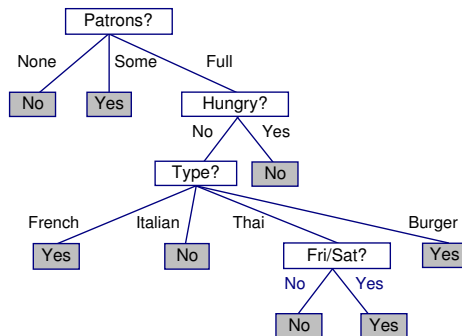 Patrons?
None Some Full
No Yes Hungry?
No Yes
Type? No
French Italian Thai Burger
Yes No Fri/Sat? Yes
No Yes
No Yes